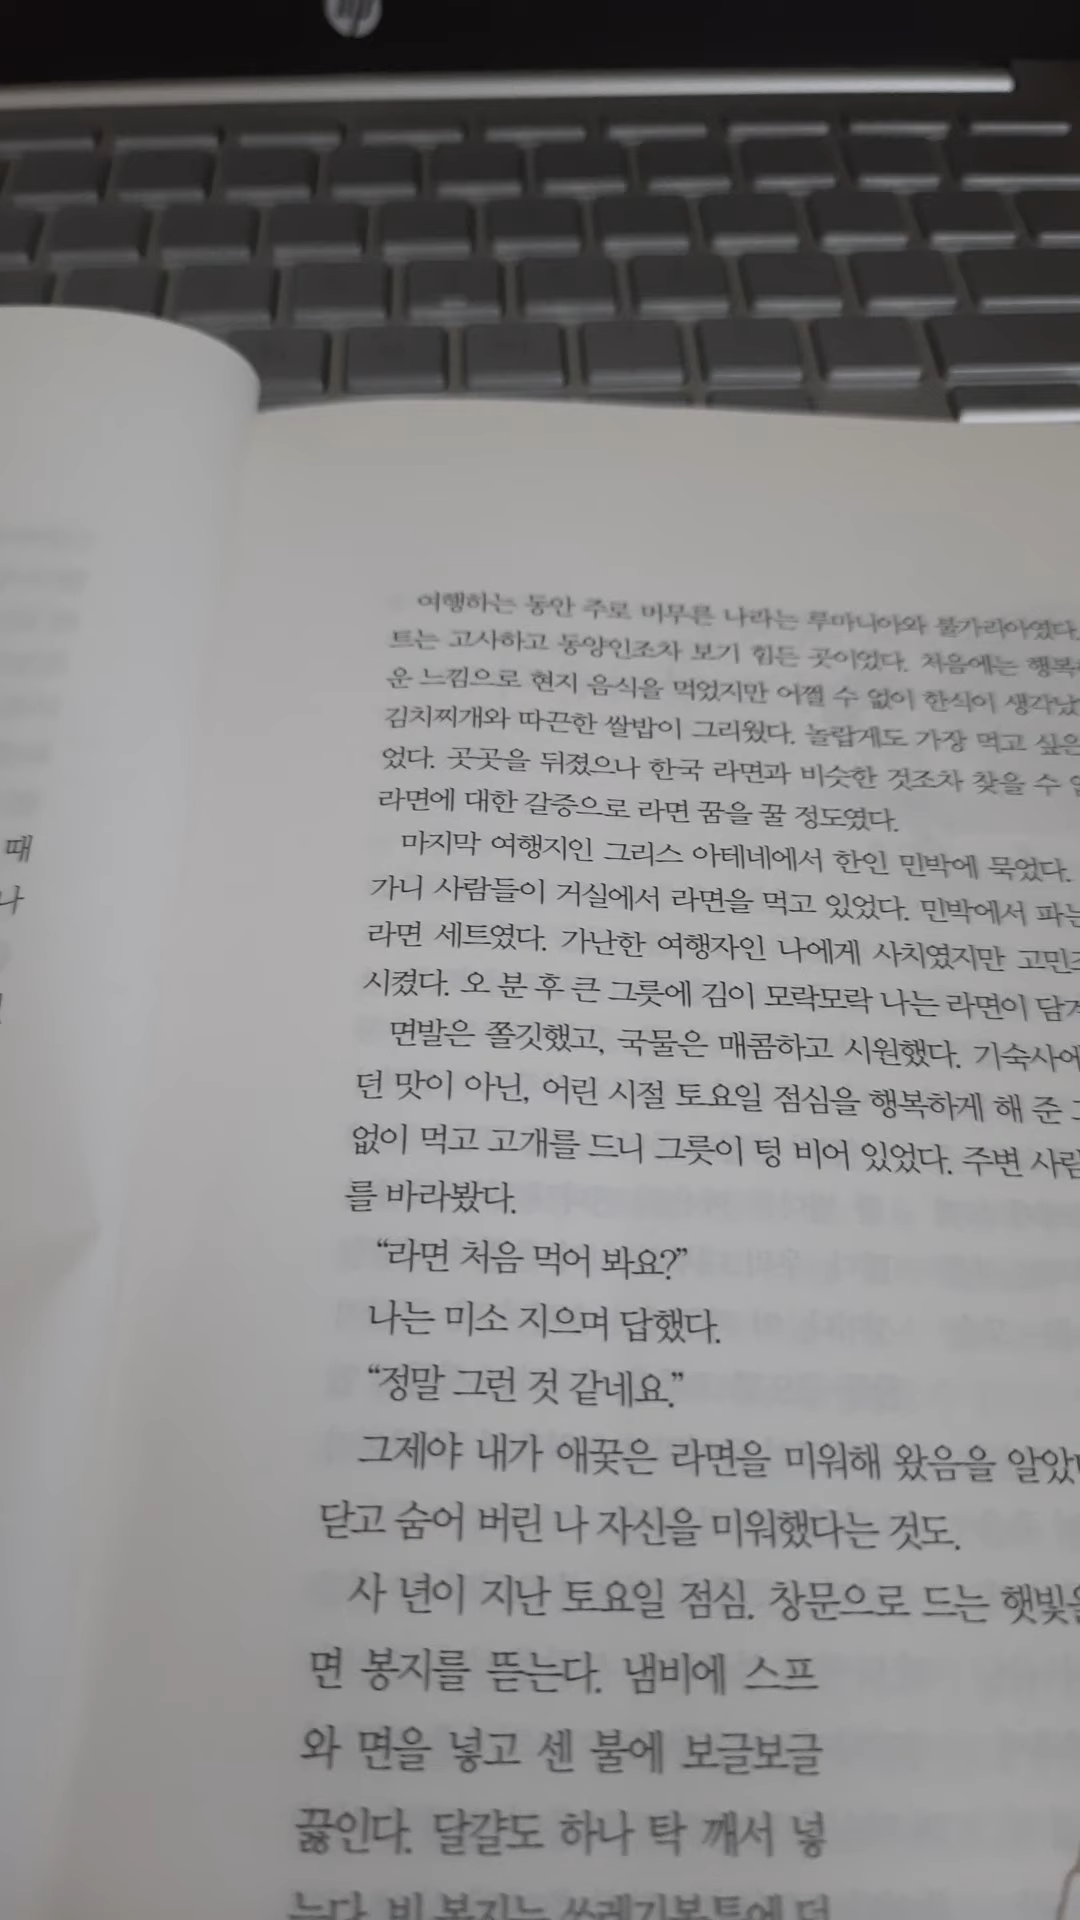 hp
때
나
여행하는 동안 주로 머무른 나라는 루마니아와 불가리아였다.
트는 고사하고 동양인조차 보기 힘든 곳이었다. 처음에는 행복
운 느낌으로 현지 음식을 먹었지만 어쩔 수 없이 한식이 생각났
김치찌개와 따끈한 쌀밥이 그리웠다. 놀랍게도 가장 먹고 싶은
었다. 곳곳을 뒤졌으나 한국 라면과 비슷한 것조차 찾을 수
라면에 대한 갈증으로 라면 꿈을 꿀 정도였다.
마지막 여행지인 그리스 아테네에서 한인 민박에 묵었다.
가니 사람들이 거실에서 라면을 먹고 있었다. 민박에서 파는
라면 세트였다. 가난한 여행자인 나에게 사치였지만
시켰다. 오 분 후 큰 그릇에 김이 모락모락 나는 라면이
면발은 쫄깃했고, 국물은 매콤하고 시원했다. 기숙사에
던 맛이 아닌, 어린 시절 토요일 점심을 행복하게 해 준
없이 먹고 고개를 드니 그릇이 텅 비어 있었다. 주변
를 바라봤다.
“라면 처음 먹어 봐요?”
나는 미소 지으며 답했다.
“정말 그런 것 같네요.”
그제야 내가 애꿎은 라면을 미워해 왔음을 알았
닫고 숨어 버린 나 자신을 미워했다는 것도.
사 년이 지난 토요일 점심. 창문으로 드는 햇빛을
면 봉지를 뜯는다. 냄비에 스프
와 면을 넣고 센 불에 보글보글
끓인다. 달걀도 하나 탁 깨서 넣
는다. 빈 봉지는 쓰레기봉투에 던